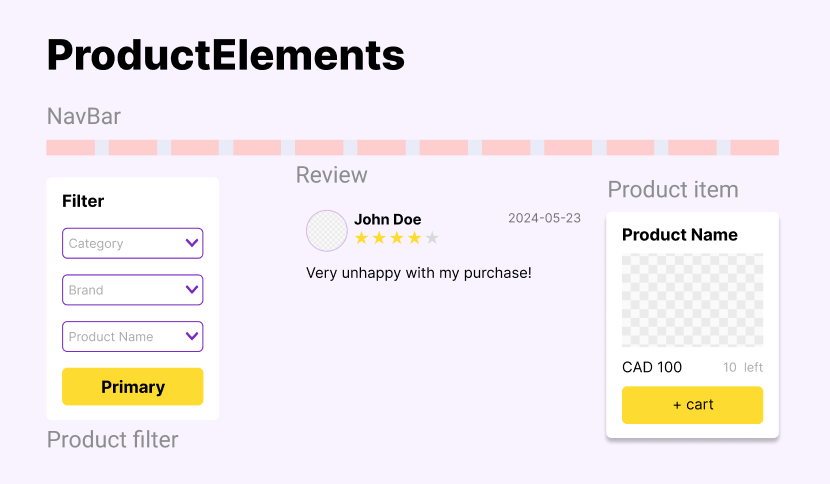 ProductElements
NavBar
Filter
Category
Brand
Product Name
Primary
Product filter
Review
John Doe
2024-05-23
Very unhappy with my purchase!
Product item
Product Name
CAD 100
10 left
+ cart